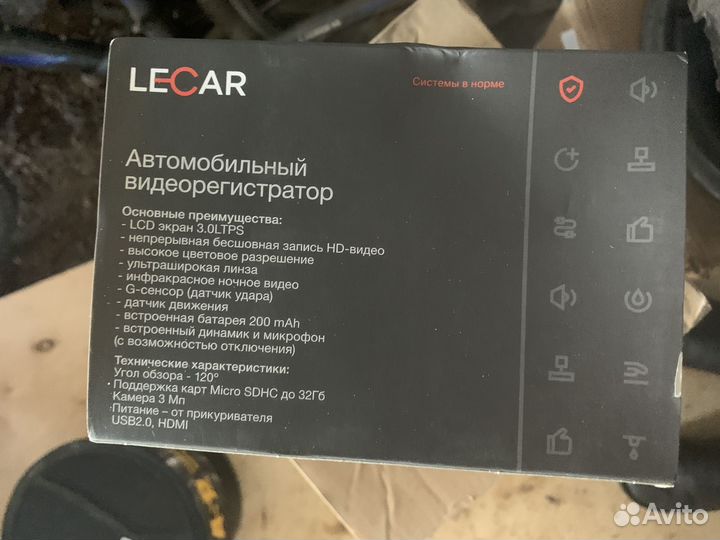 LECAR
Системы в норме
Автомобильный
видеорегистратор
Основные преимущества:
- LCD экран 3.0LTPS
- непрерывная бесшовная запись HD-видео
- высокое цветовое разрешение
- ультраширокая линза
- инфракрасное ночное видео
- G-сенсор (датчик удара)
- датчик движения
- встроенная батарея 200 mAh
- встроенный динамик и микрофон
(с возможностью отключения)
Технические характеристики:
Угол обзора - 120°
Поддержка карт Micro SDHC до 32Гб
Камера 3 Мп
Питание – от прикуривателя
USB2.0, HDMI
Avito